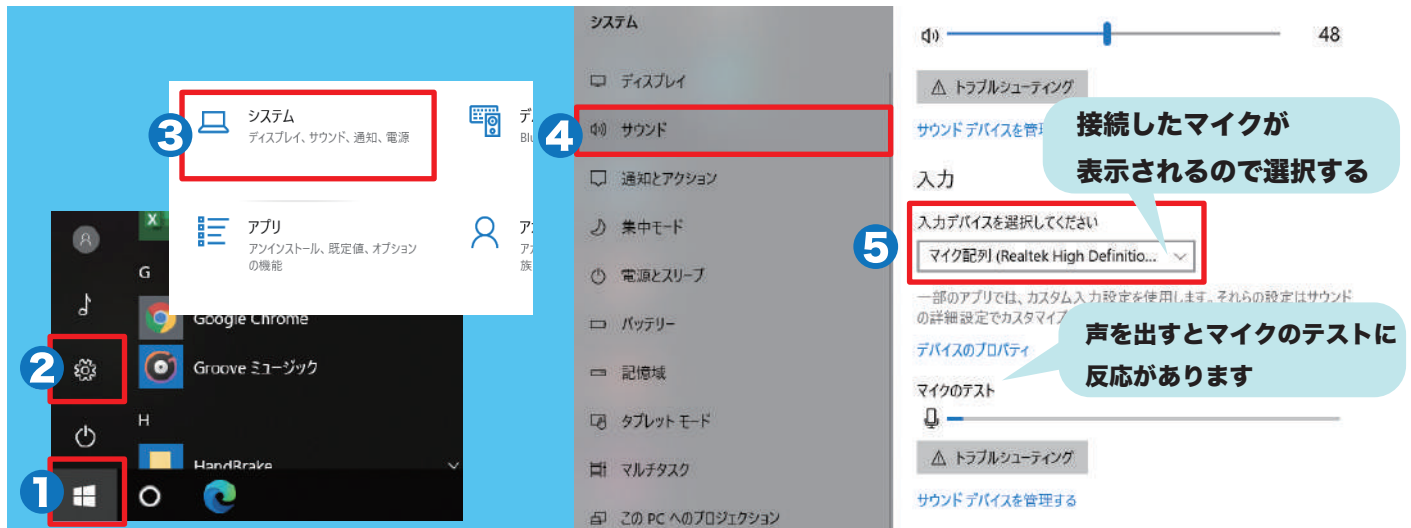 3
システム
ディスプレイ、サウンド、通知、電源
アプリ
アンインストール、既定値、オプション
の機能
族
G
Google Chrome
2
Groove ミュージック
H
HandBrake
1
システム
ディスプレイ
4
サウンド
通知とアクション
集中モード
電源とスリープ
バッテリー
記憶域
タブレット モード
マルチタスク
この PC へのプロジェクション
48
トラブルシューティング
サウンド デバイスを管
接続したマイクが
表示されるので選択する
入力
5
入力デバイスを選択してください
マイク配列 (Realtek High Definitio...
一部のアプリでは、カスタム入力設定を使用します。それらの設定はサウンド
の詳細設定でカスタマイズ
声を出すとマイクのテストに
反応があります
デバイスのプロパティ
マイクのテスト
トラブルシューティング
サウンド デバイスを管理する